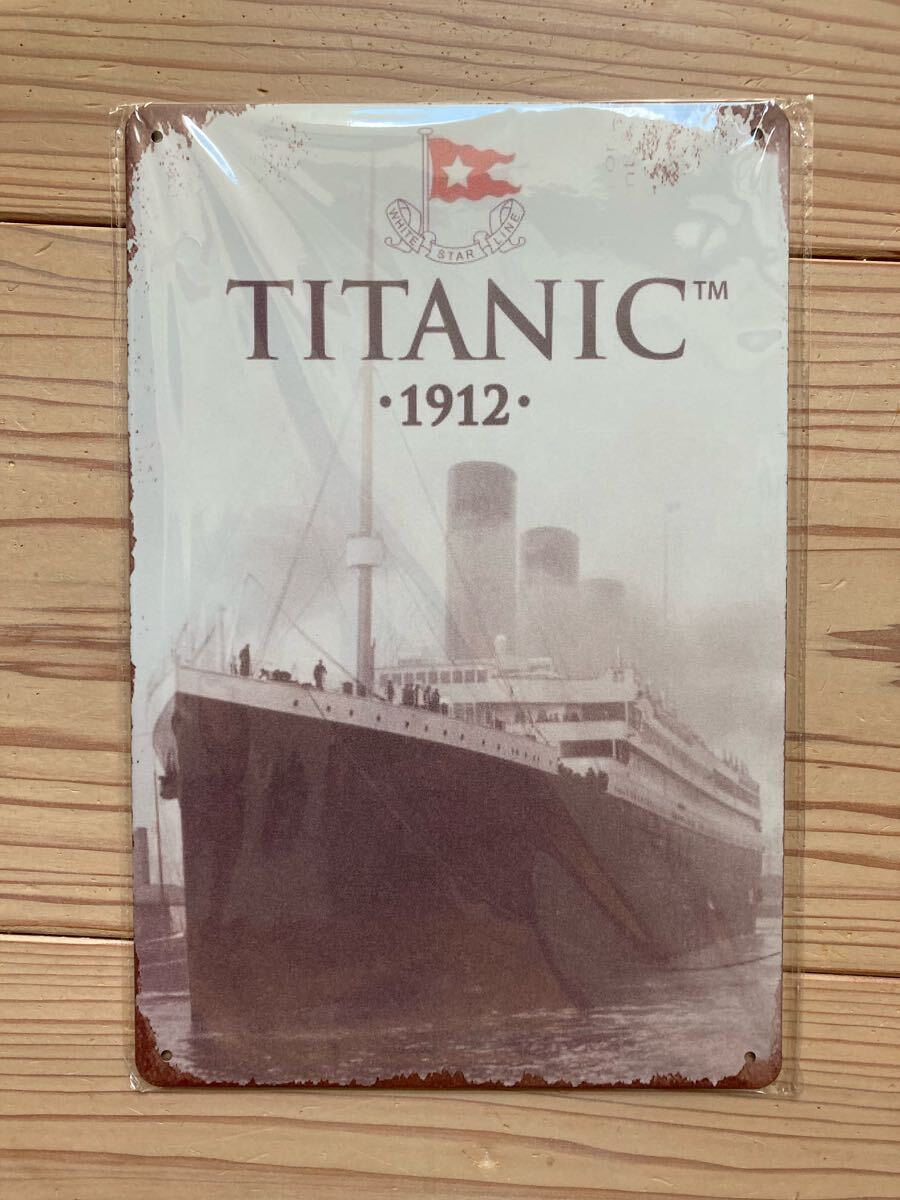 WHITE STAR LINE
TITANIC™
·1912·